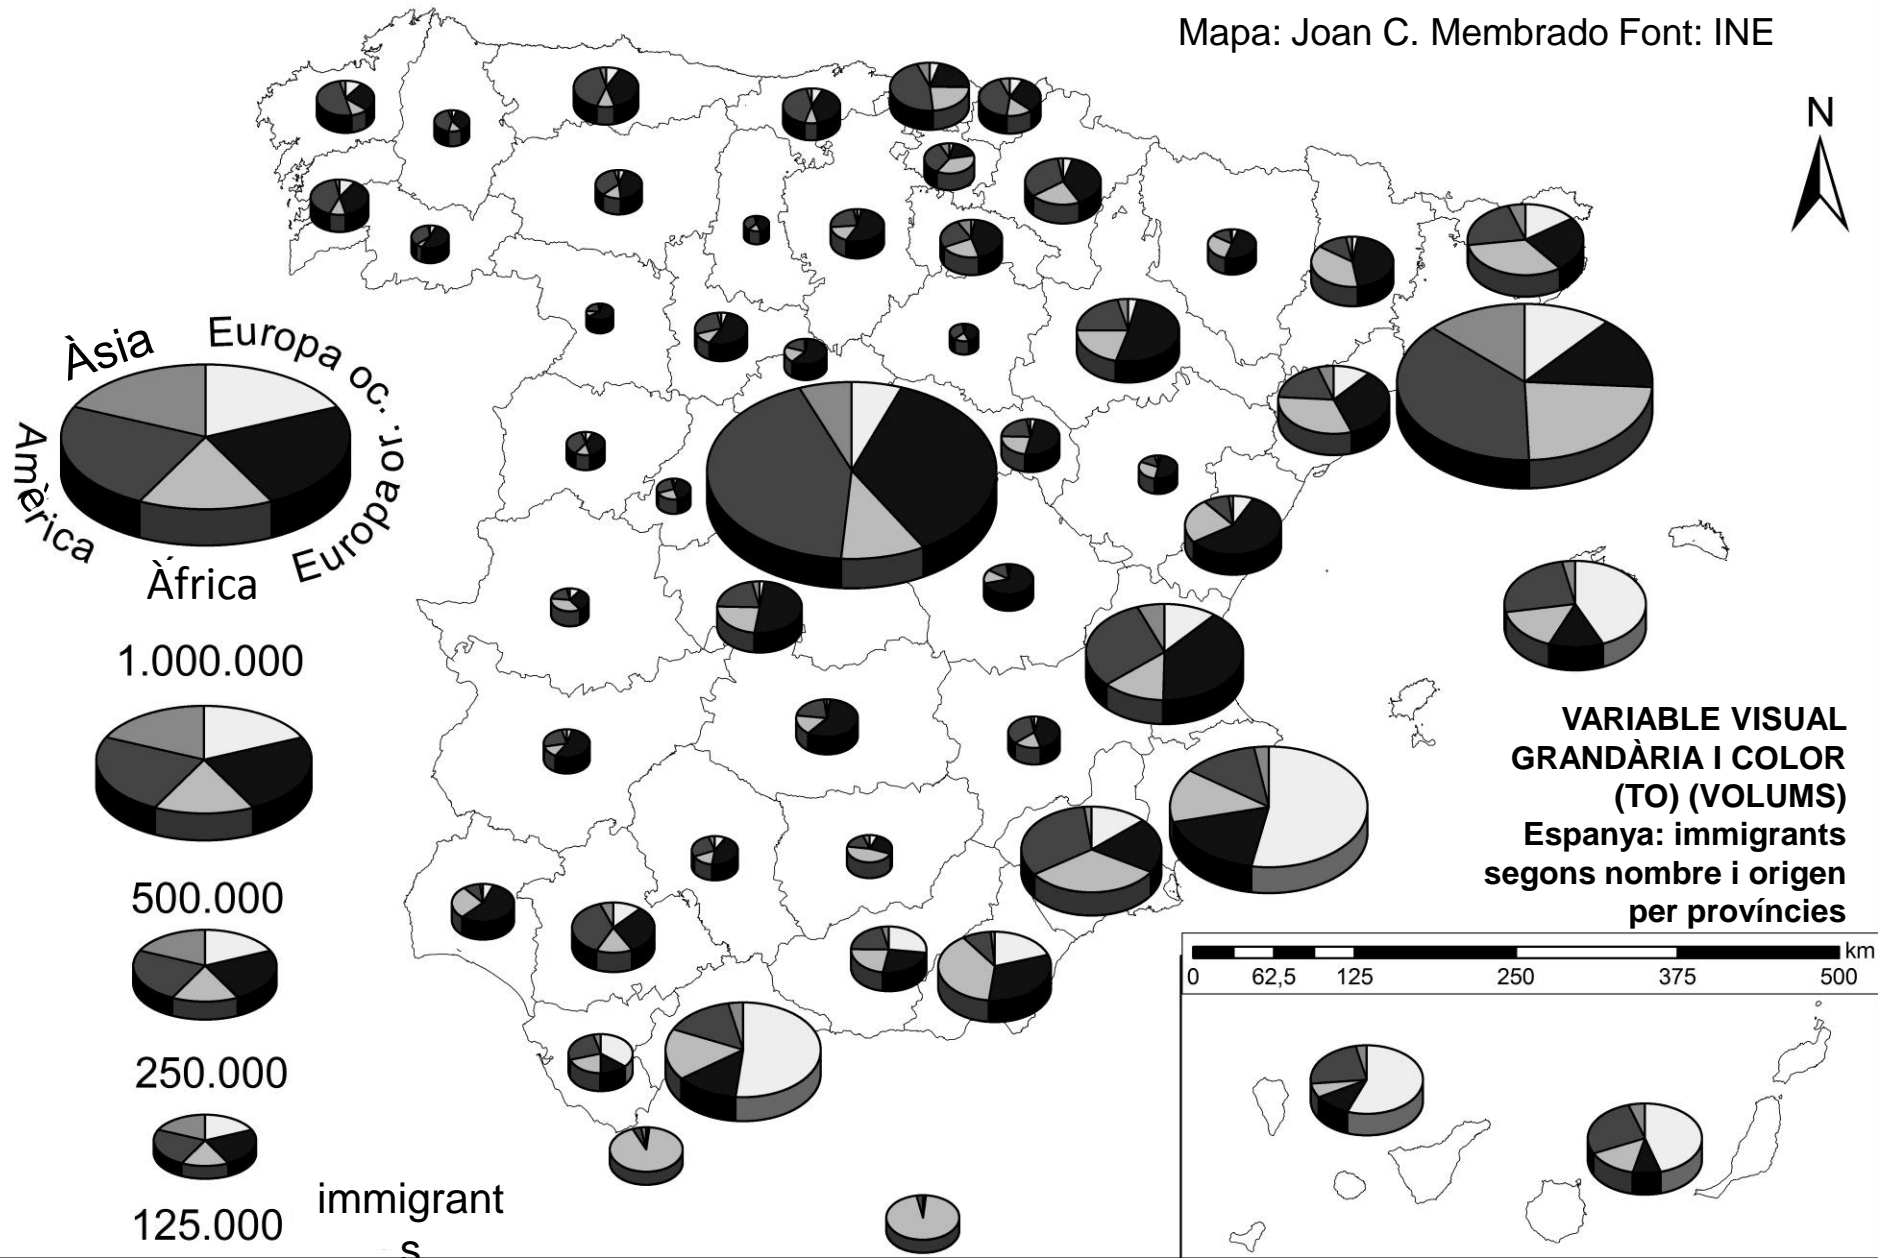 Mapa: Joan C. Membrado Font: INE
N
Àsia
Europa oc.
Europa or.
Àfrica
Amèrica
1.000.000
500.000
250.000
125.000
immigrant
s
VARIABLE VISUAL
GRANDÀRIA I COLOR
(TO) (VOLUMS)
Espanya: immigrants
segons nombre i origen
per províncies
km
0 62,5 125 250 375 500